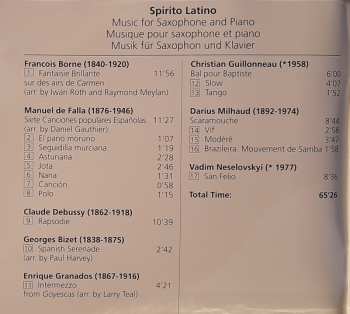 Spirito Latino
Music for Saxophone and Piano
Musique pour saxophone et piano
Musik für Saxophon und Klavier
Francois Borne (1840-1920)
1 Fantaisie Brillante 11'56
sur des airs de Carmen
(arr. by Iwan Roth and Raymond Meylan)
Manuel de Falla (1876-1946)
Siete Canciones populares Españolas 11'27
(arr. by Daniel Gauthier)
2 El pano moruno 1'07
3 Seguidilla murciana 1'19
4 Asturiana 2'28
5 Jota 2'46
6 Nana 1'31
7 Canción 0'58
8 Polo 1'15
Claude Debussy (1862-1918)
9 Rapsodie 10'39
Georges Bizet (1838-1875)
10 Spanish Serenade 2'42
(arr. by Paul Harvey)
Enrique Granados (1867-1916)
Intermezzo 4'21
from Goyescas (arr. by Larry Teal)
Christian Guillonneau (*1958)
Bal pour Baptiste 6'00
12 Slow 4'07
13 Tango 1'52
Darius Milhaud (1892-1974)
Scaramouche 8'44
14 Vif 2'58
15 Modéré 3'47
16 Brazileira. Mouvement de Samba 1'58
Vadim Neselovskyi (* 1977)
17 San Felio 8'36
Total Time: 65'26